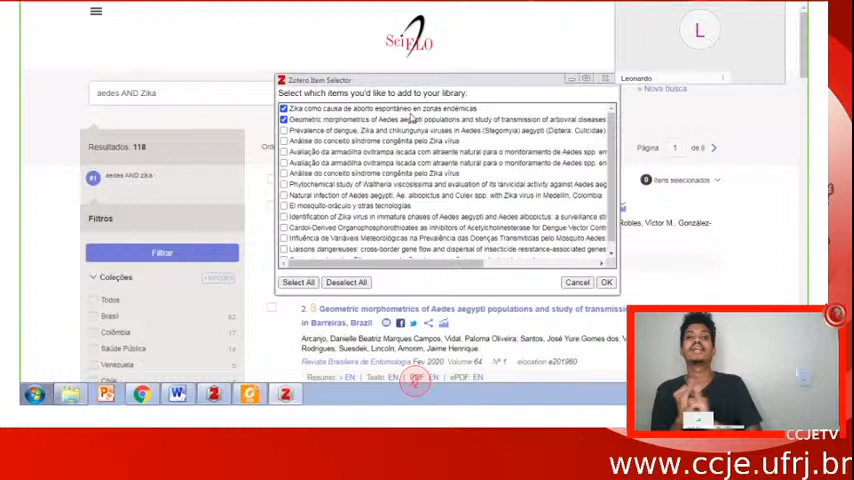 SciELO
L
Leonardo
Nova busca
aedes AND Zika
Resultados: 118
Orde
Página 1 de 8
#1 aedes AND zika
0 itens selecionados
Filtros
Filtrar
Coleções
Todos
Brasil 62
Colômbia 17
Saúde Pública 14
Venezuela 5
Chile
Robles, Víctor M., González-
Zotero Item Selector
Select which items you'd like to add to your library:
Zika como causa de aborto espontáneo en zonas endémicas
Geometric morphometrics of Aedes aegypti populations and study of transmission of arboviral diseases
Prevalence of dengue, Zika and chikungunya viruses in Aedes (Stegomyia) aegypti (Diptera: Culicidae)
Análise do conceito síndrome congênita pelo Zika vírus
Avaliação da armadilha ovitrampa iscada com atraente natural para o monitoramento de Aedes spp. en
Avaliação da armadilha ovitrampa iscada com atraente natural para o monitoramento de Aedes spp. en
Análise do conceito síndrome congênita pelo Zika vírus
Phytochemical study of Waltheria viscosissima and evaluation of its larvicidal activity against Aedes aeg
Natural infection of Aedes aegypti, Ae. albopictus and Culex spp. with Zika virus in Medellin, Colombia
El mosquito-oráculo y otras tecnologias
Identification of Zika virus in immature phases of Aedes aegypti and Aedes albopictus: a surveillance str
Cardol-Derived Organophosphorothioates as Inhibitors of Acetylcholinesterase for Dengue Vector Contr
Influência de Variáveis Meteorológicas na Prevalência das Doenças Transmitidas pelo Mosquito Aedes
Liaisons dangereuses: cross-border gene flow and dispersal of insecticide resistance-associated genes
Select All
Deselect All
Cancel
OK
2. Geometric morphometrics of Aedes aegypti populations and study of transmissi
in Barreiras, Brazil
Arcanjo, Danielle Beatriz Marques Campos, Vidal, Paloma Oliveira; Santos, José Yure Gomes dos, V
Rodrigues; Suesdek, Lincoln, Amorim, Jaime Henrique.
Revista Brasileira de Entomologia Fev 2020, Volume 64 Nº 1 elocation e201960
Resumo: > EN | Texto: EN | PDF: EN | ePDF: EN
CCJETV
www.ccje.ufrj.br